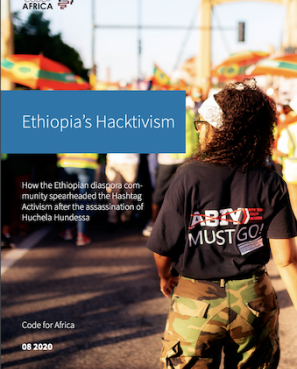 AFRICA
Ethiopia's Hacktivism
How the Ethiopian diaspora com-
munity spearheaded the Hashtag
Activism after the assassination of
Huchela Hundessa
ABIY
MUST GO!
Code for Africa
08 2020